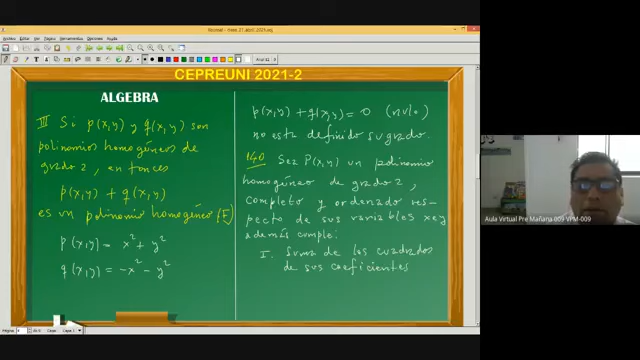 CEPREUNI 2021-2
ALGEBRA
III Si p(x,y) y q(x,y) son
polinomios homogéneos de
grado 2, entonces
p(x,y) + q(x,y)
es un polinomio homogéneo (F)
p(x,y) = x² + y²
q(x,y) = -x² - y²
p(x,y) + q(x,y) = 0 (nulo)
no esta definido su grado.
140 Sea P(x,y) un polinomio
homogéneo de grado 2,
completo y ordenado res-
pecto de sus variables x e y
además cumple:
I. Suma de los cuadrados
de sus coeficientes
Aula Virtual Pre Mañana 009 VPM-009